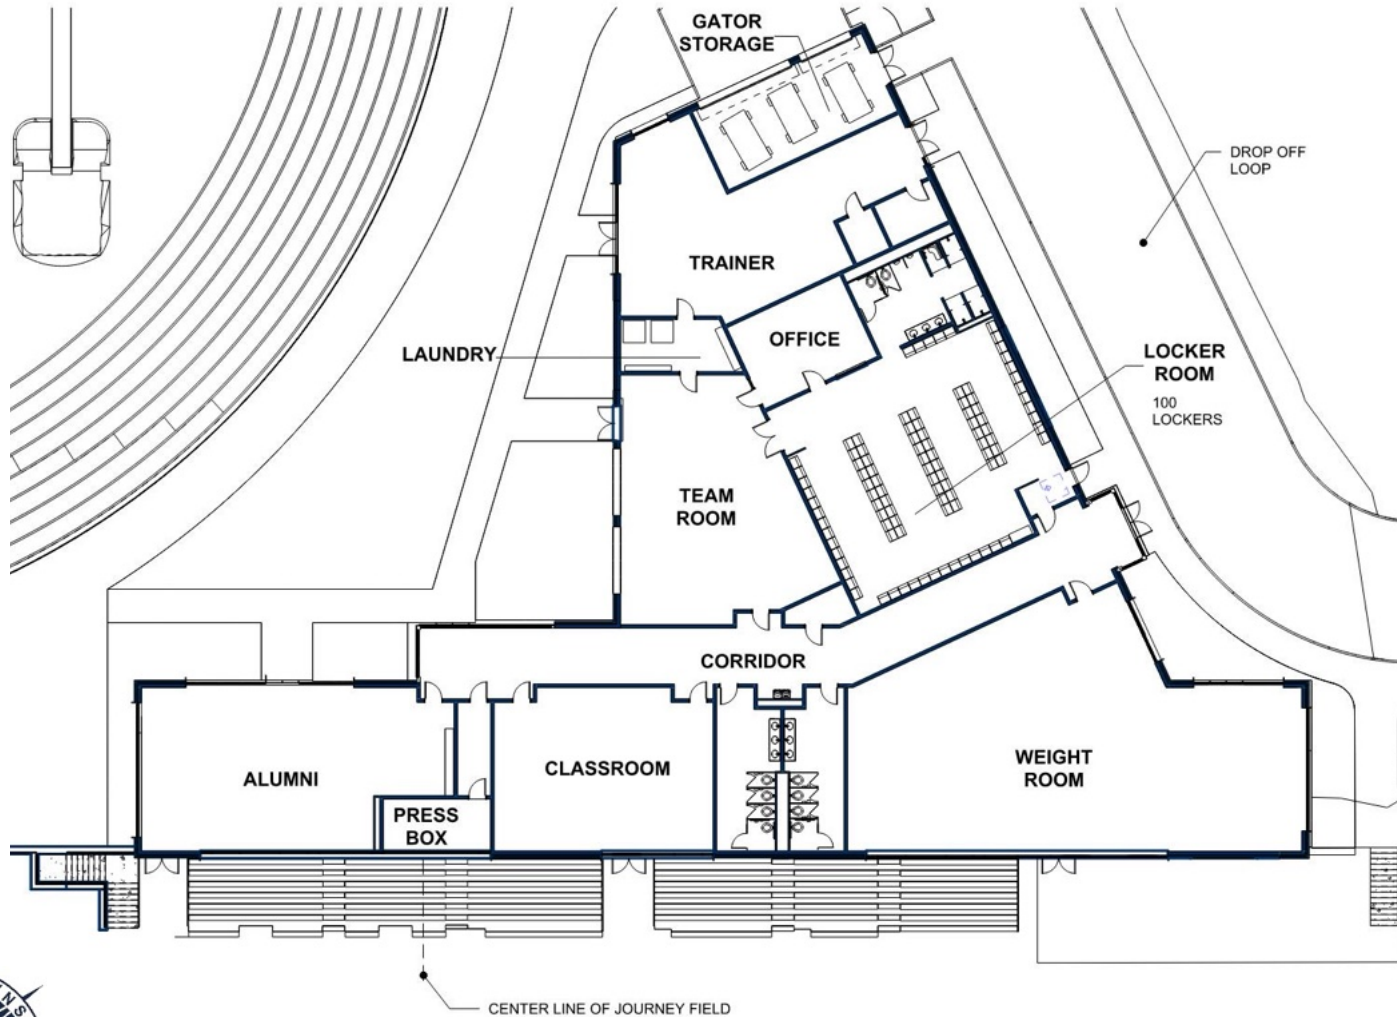 GATOR
STORAGE
DROP OFF
LOOP
TRAINER
OFFICE
LAUNDRY
LOCKER
ROOM
100
LOCKERS
TEAM
ROOM
CORRIDOR
ALUMNI
CLASSROOM
WEIGHT
ROOM
PRESS
BOX
CENTER LINE OF JOURNEY FIELD